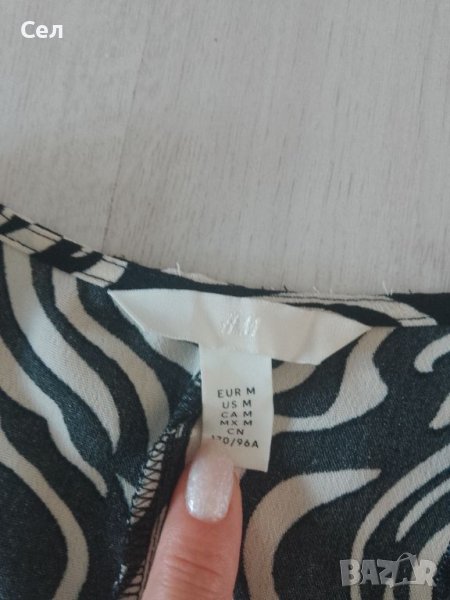 Сел
H&M
EUR M
US M
CA M
MX M
CN
170/96A
BAZAR